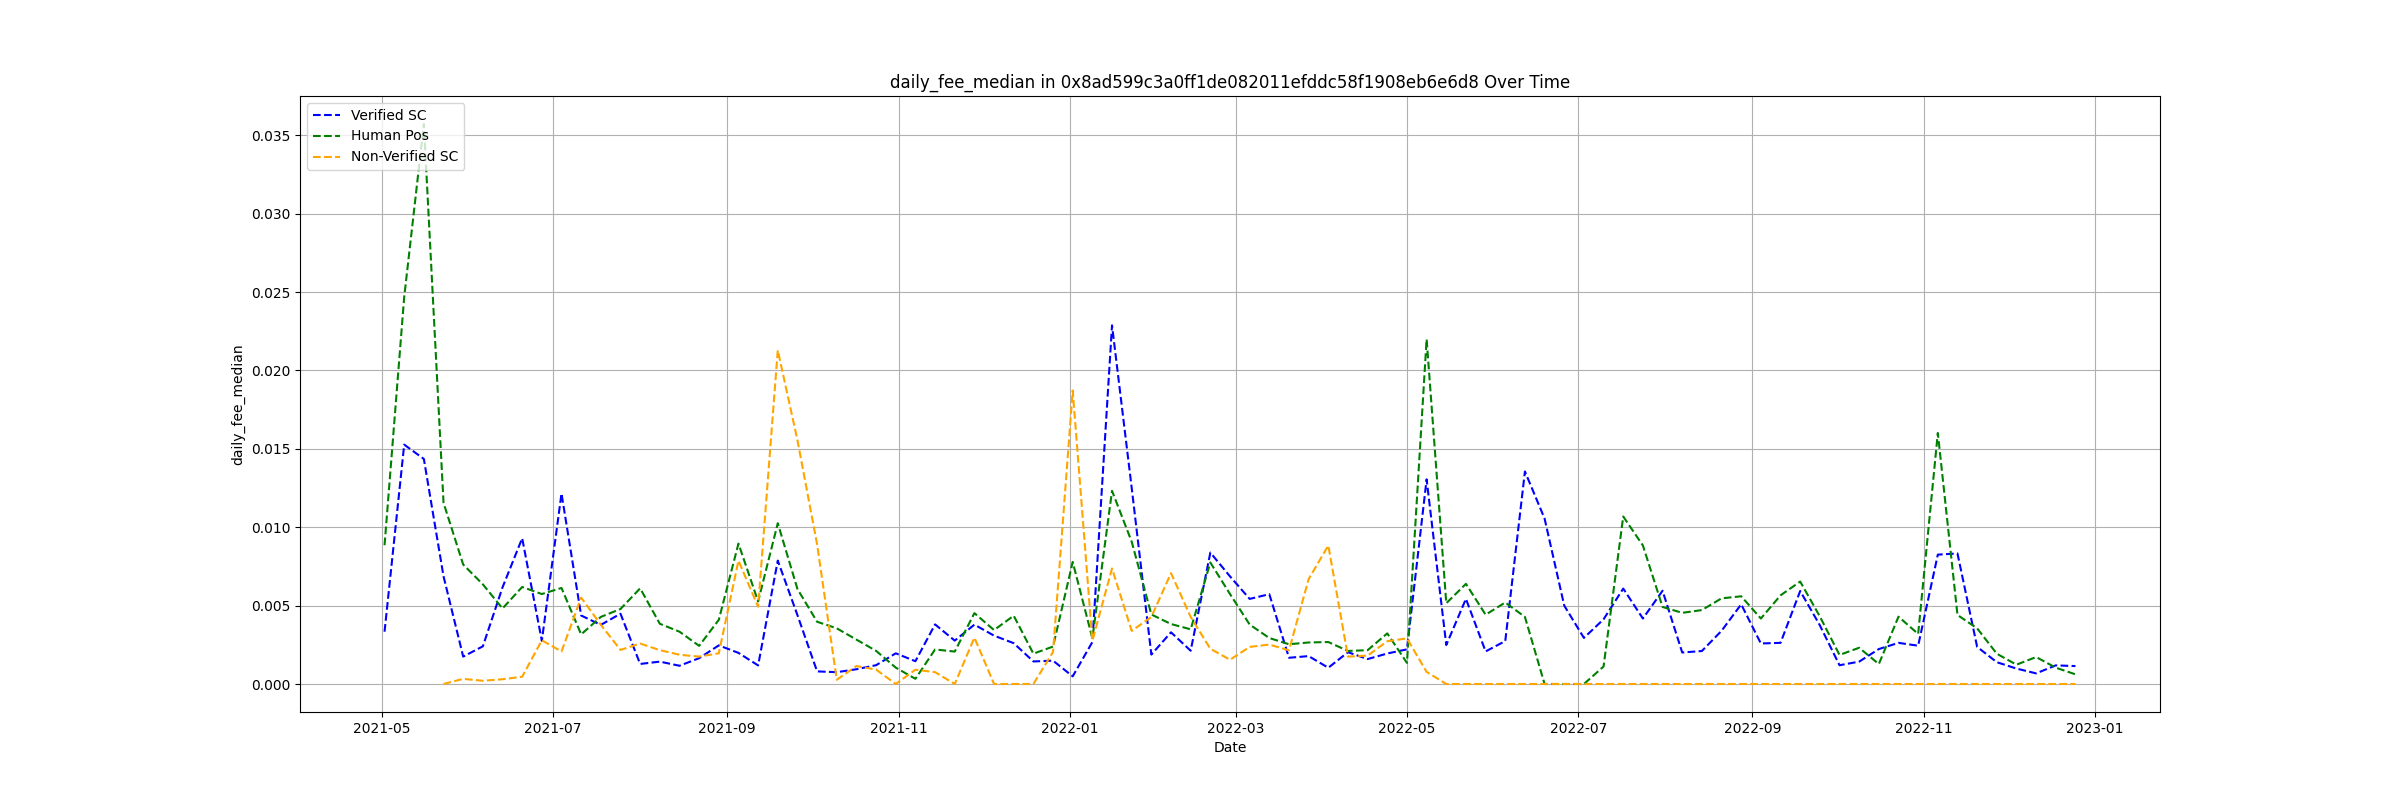 daily_fee_median in 0x8ad599c3a0ff1de082011efddc58f1908eb6e6d8 Over Time
Verified SC
Human Pos
Non-Verified SC
0.035
0.030
0.025
0.020
0.015
0.010
0.005
0.000
daily_fee_median
2021-05 2021-07 2021-09 2021-11 2022-01 2022-03 2022-05 2022-07 2022-09 2022-11 2023-01
Date